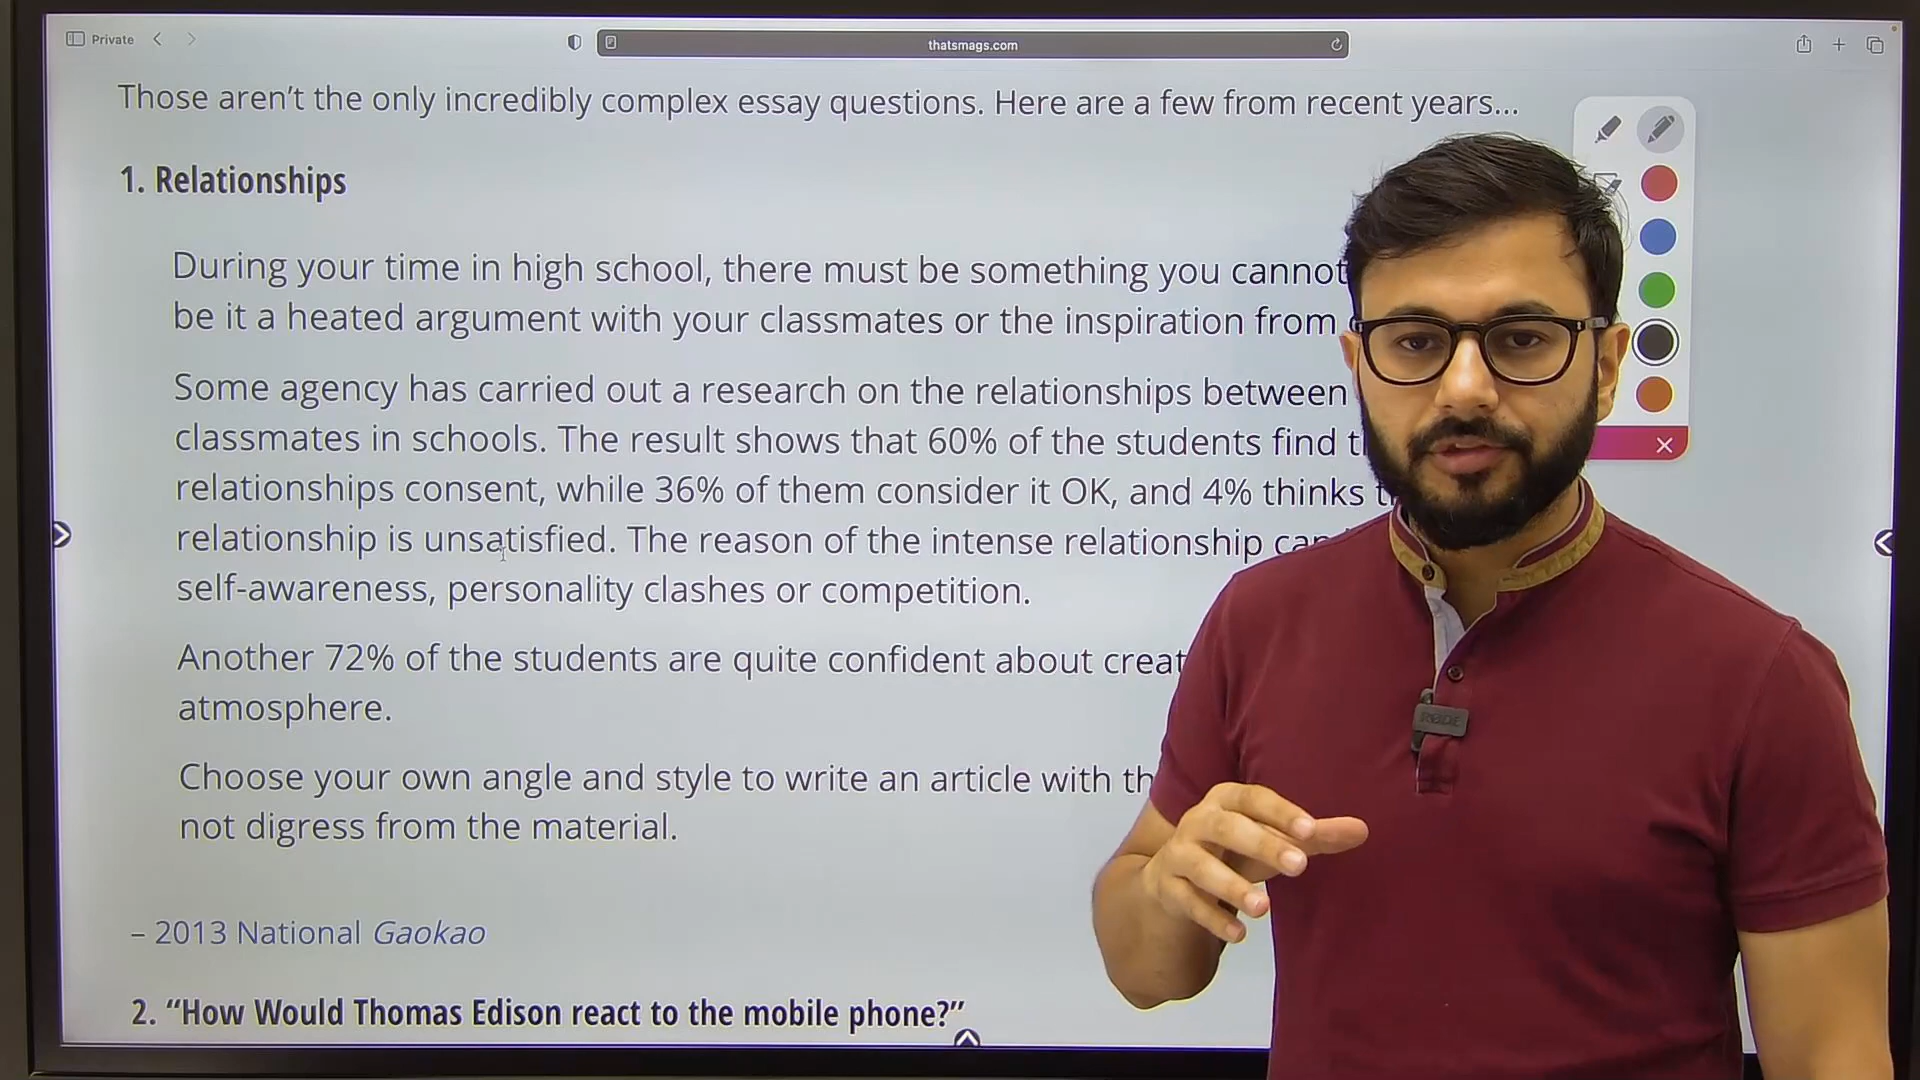 Private
thatsmags.com
Those aren't the only incredibly complex essay questions. Here are a few from recent years...
1. Relationships
During your time in high school, there must be something you cannot
be it a heated argument with your classmates or the inspiration from
Some agency has carried out a research on the relationships between
classmates in schools. The result shows that 60% of the students find
relationships consent, while 36% of them consider it OK, and 4% thinks
relationship is unsatisfied. The reason of the intense relationship can
self-awareness, personality clashes or competition.
Another 72% of the students are quite confident about
atmosphere.
Choose your own angle and style to write an article with
not digress from the material.
– 2013 National Gaokao
2. “How Would Thomas Edison react to the mobile phone?”
RØDE